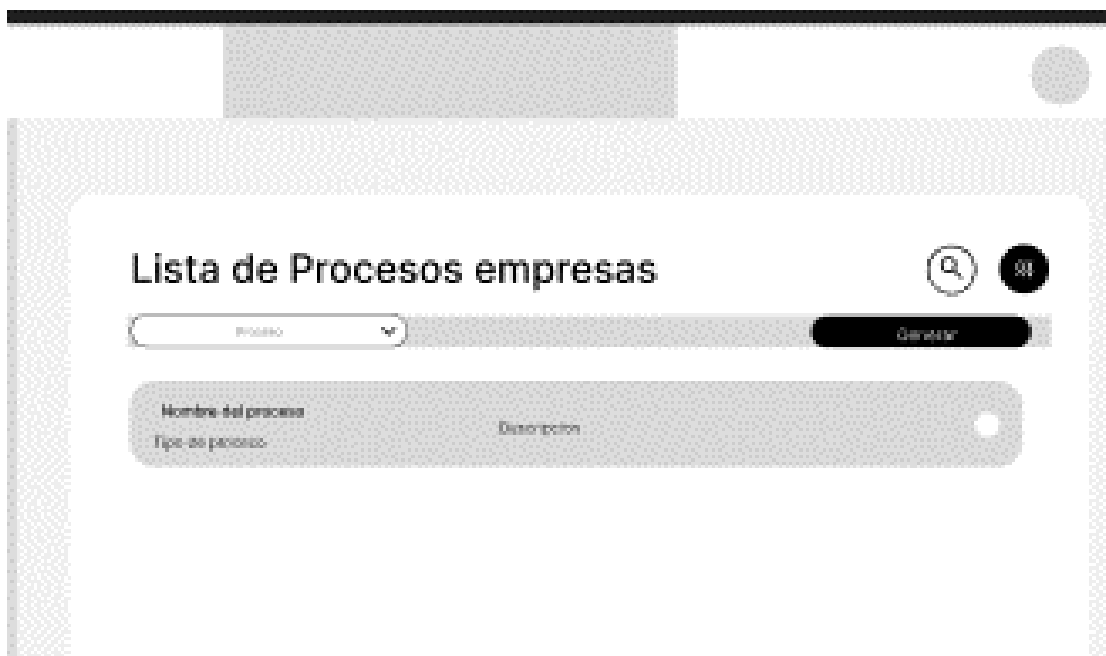 Lista de Procesos empresas
Proceso
Generar
Nombre del proceso
Descripcion
Tipo de proceso